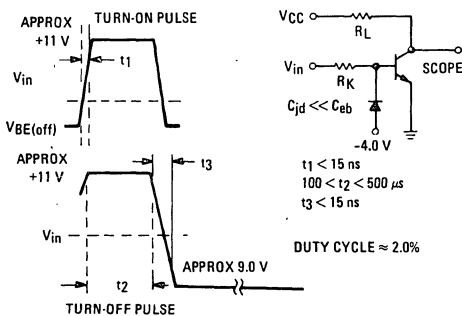 APPROX
+11 V
TURN-ON PULSE
t1
Vin
VBE(off)
APPROX
+11 V
t3
Vin
APPROX 9.0 V
t2
TURN-OFF PULSE
VCC
RL
Vin
RK
SCOPE
Cjd << Ceb
-4.0 V
t1 < 15 ns
100 < t2 < 500 μs
t3 < 15 ns
DUTY CYCLE ≈ 2.0%